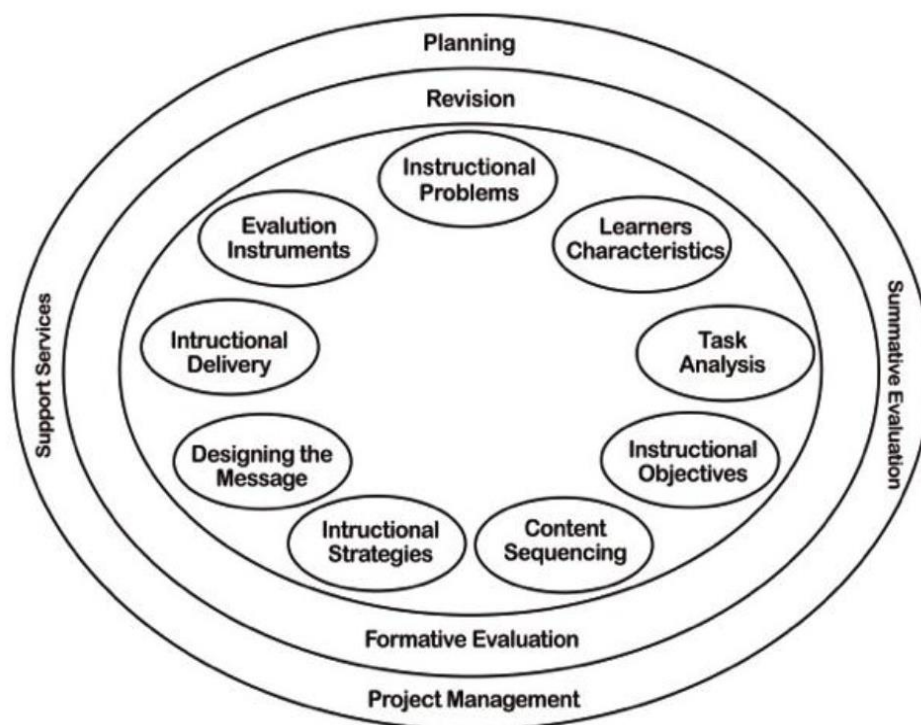 Planning
Revision
Instructional
Problems
Evalution
Instruments
Learners
Characteristics
Intructional
Delivery
Task
Analysis
Support Services
Summative Evaluation
Designing the
Message
Instructional
Objectives
Intructional
Strategies
Content
Sequencing
Formative Evaluation
Project Management